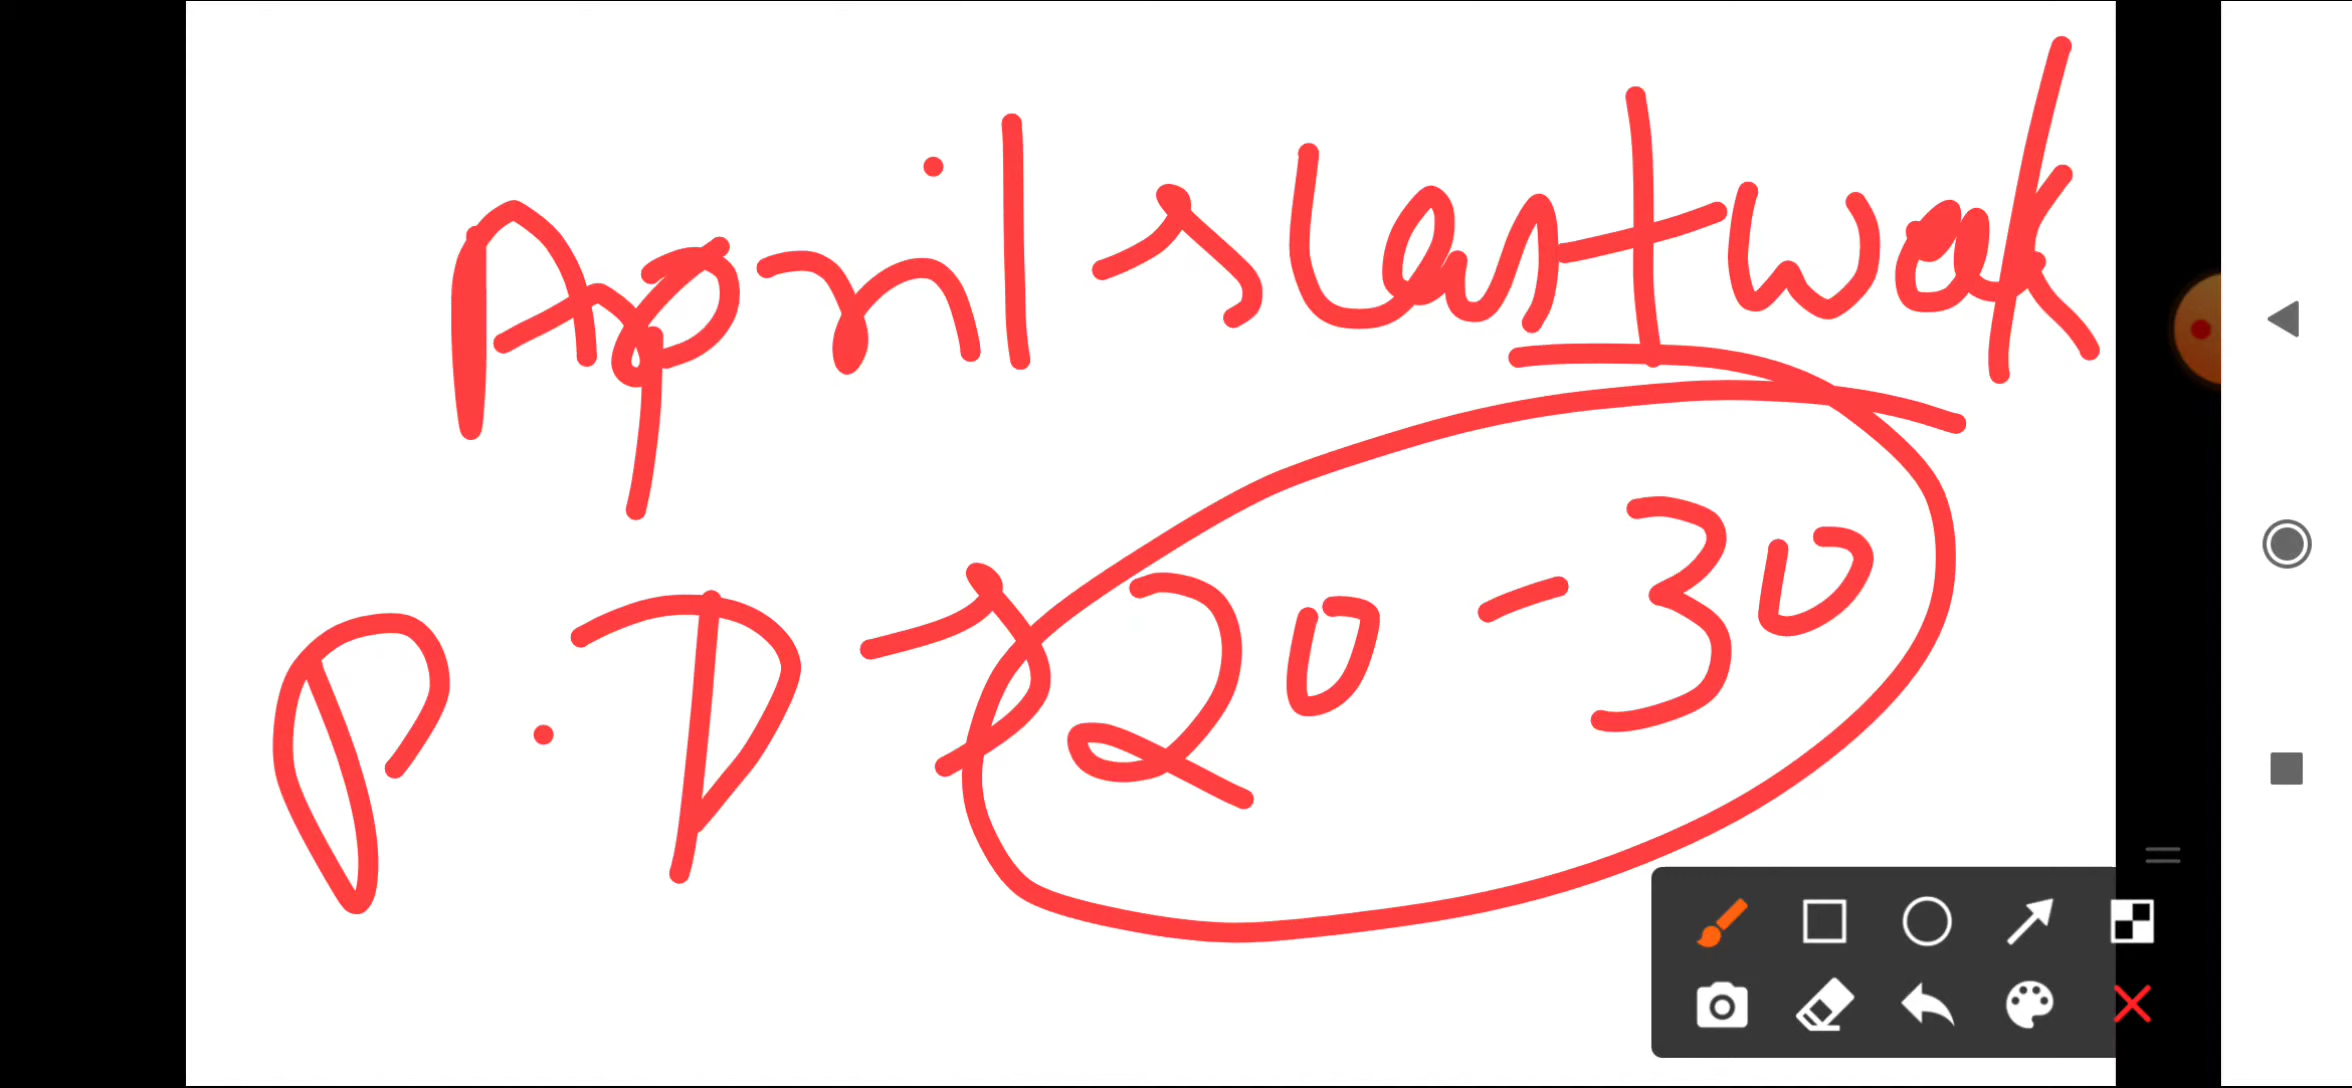 April → last week
P.D → 20-30